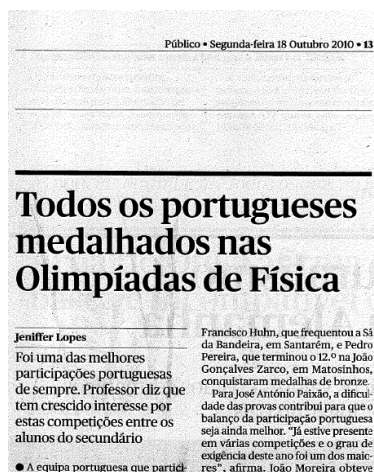 Público • Segunda-feira 18 Outubro 2010 • 13
Todos os portugueses
medalhados nas
Olimpíadas de Física
Jeniffer Lopes
Foi uma das melhores
participações portuguesas
de sempre. Professor diz que
tem crescido interesse por
estas competições entre os
alunos do secundário
● A equipa portuguesa que partici-
Francisco Huhn, que frequentou a Sá
da Bandeira, em Santarém, e Pedro
Pereira, que terminou o 12.º na João
Gonçalves Zarco, em Matosinhos,
conquistaram medalhas de bronze.
Para José António Paixão, a dificul-
dade das provas contribui para que o
balanço da participação portuguesa
seja ainda melhor. "Já estive presente
em várias competições e o grau de
exigência deste ano foi um dos maio-
res", afirma. João Moreira obteve